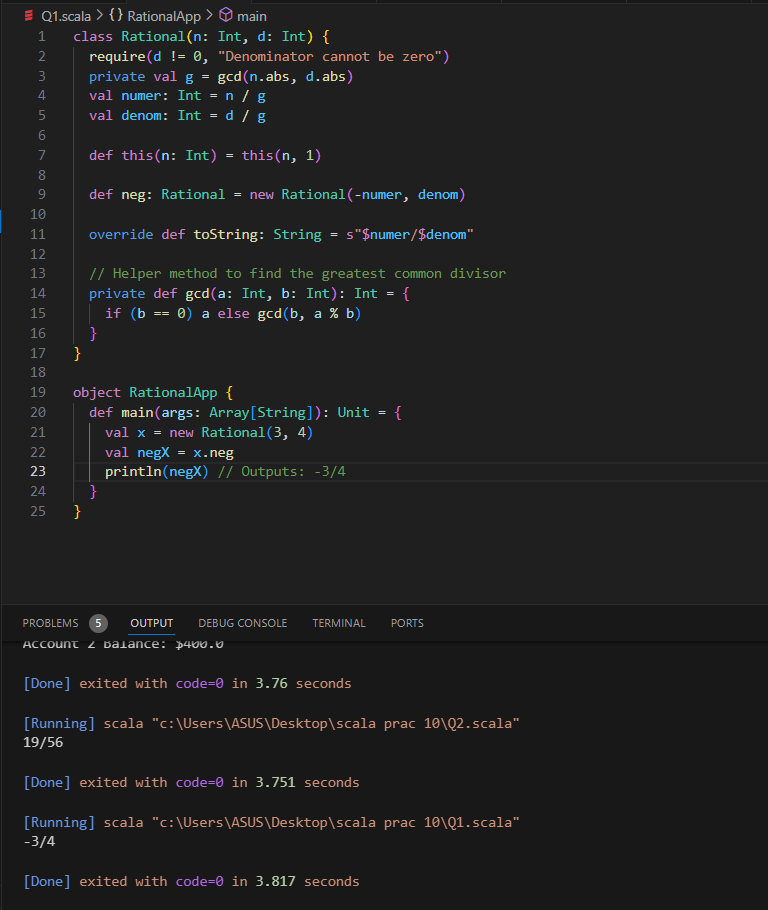 Q1.scala > {} RationalApp > main
1 class Rational(n: Int, d: Int) {
2 require(d != 0, "Denominator cannot be zero")
3 private val g = gcd(n.abs, d.abs)
4 val numer: Int = n / g
5 val denom: Int = d / g
6
7 def this(n: Int) = this(n, 1)
8
9 def neg: Rational = new Rational(-numer, denom)
10
11 override def toString: String = s"$numer/$denom"
12
13 // Helper method to find the greatest common divisor
14 private def gcd(a: Int, b: Int): Int = {
15 if (b == 0) a else gcd(b, a % b)
16 }
17 }
18
19 object RationalApp {
20 def main(args: Array[String]): Unit = {
21 val x = new Rational(3, 4)
22 val negX = x.neg
23 println(negX) // Outputs: -3/4
24 }
25 }
PROBLEMS 5 OUTPUT DEBUG CONSOLE TERMINAL PORTS
Account 2 Balance: $400.0
[Done] exited with code=0 in 3.76 seconds
[Running] scala "c:\Users\ASUS\Desktop\scala prac 10\Q2.scala"
19/56
[Done] exited with code=0 in 3.751 seconds
[Running] scala "c:\Users\ASUS\Desktop\scala prac 10\Q1.scala"
-3/4
[Done] exited with code=0 in 3.817 seconds